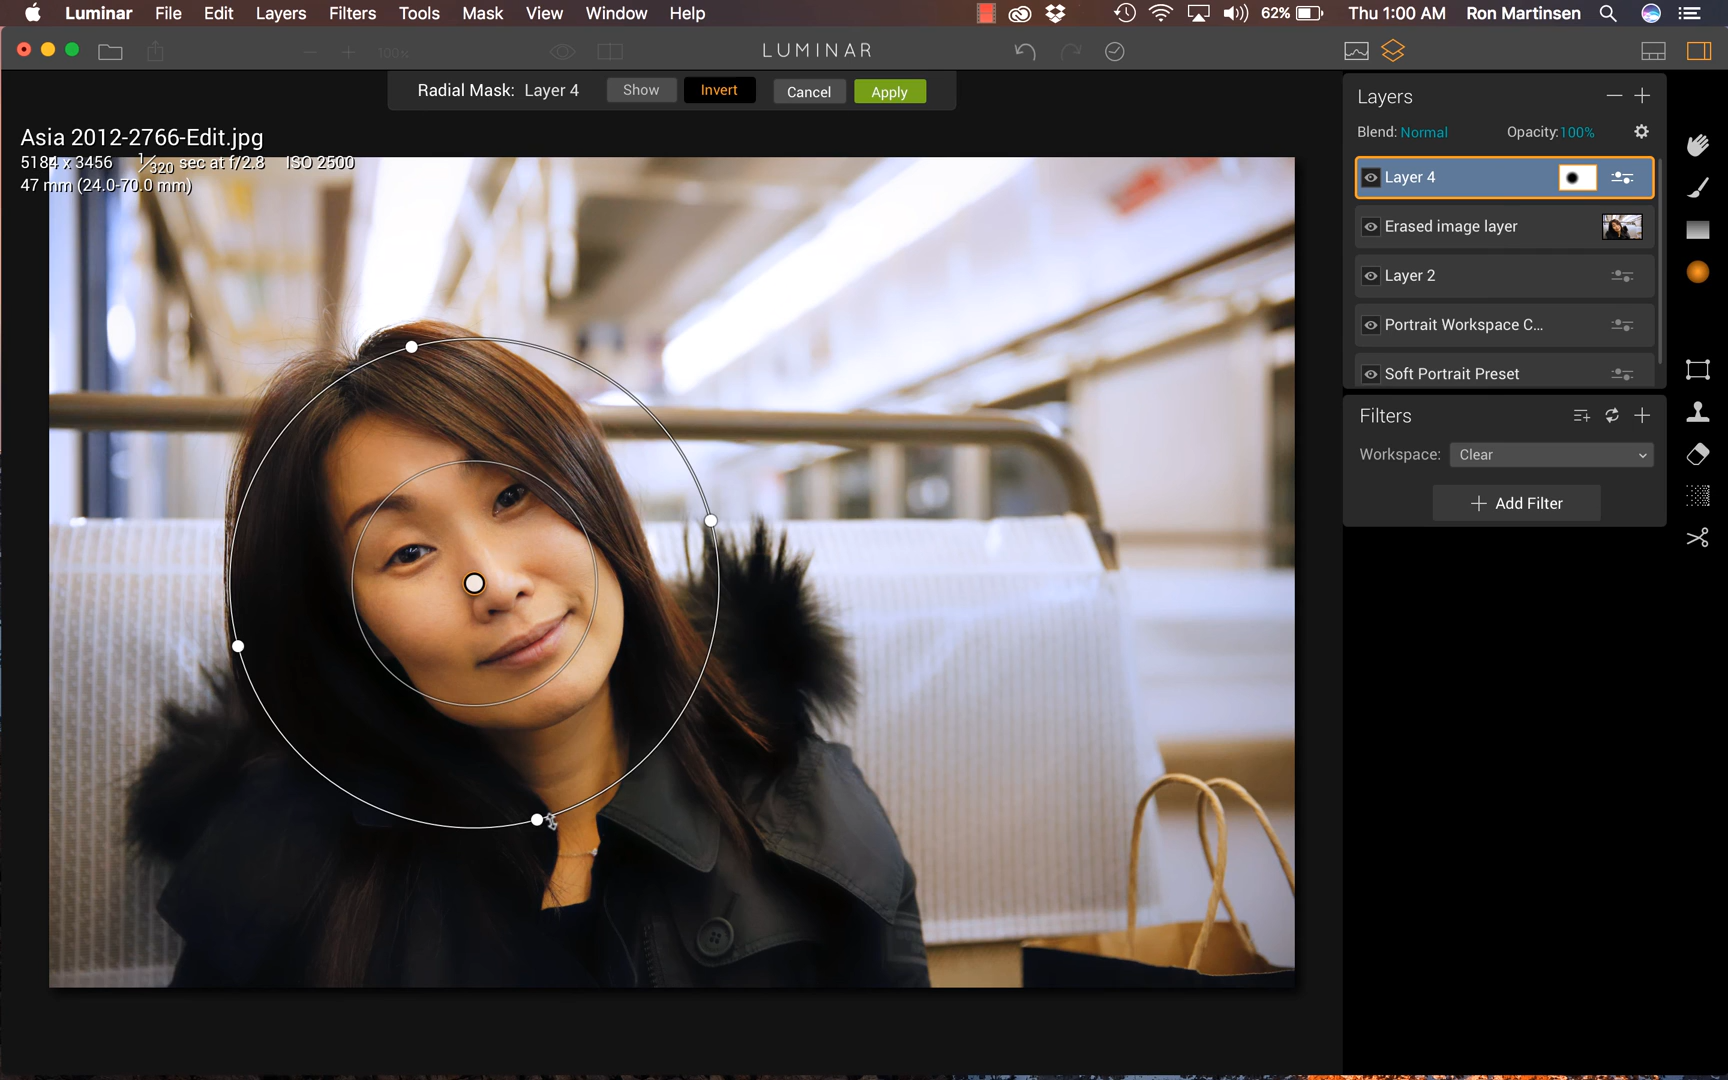 Luminar File Edit Layers Filters Tools Mask View Window Help 62% Thu 1:00 AM Ron Martinsen
100% LUMINAR
Radial Mask: Layer 4 Show Invert Cancel Apply
Asia 2012-2766-Edit.jpg
5184 x 3456 1/320 sec at f/2.8 ISO 2500
47 mm (24.0-70.0 mm)
Layers
Blend: Normal Opacity:100%
Layer 4
Erased image layer
Layer 2
Portrait Workspace C...
Soft Portrait Preset
Filters
Workspace: Clear
Add Filter